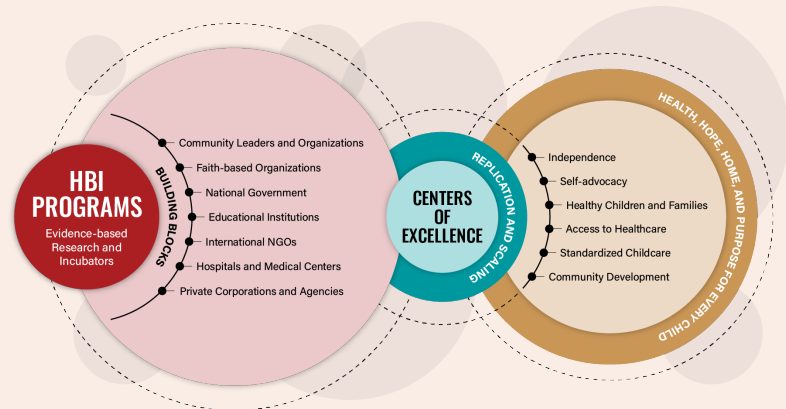 HBI
PROGRAMS
Evidence-based
Research and
Incubators
BUILDING BLOCKS
Community Leaders and Organizations
Faith-based Organizations
National Government
Educational Institutions
International NGOs
Hospitals and Medical Centers
Private Corporations and Agencies
CENTERS
OF
EXCELLENCE
REPLICATION AND SCALING
Independence
Self-advocacy
Healthy Children and Families
Access to Healthcare
Standardized Childcare
Community Development
HEALTH, HOPE, HOME, AND PURPOSE FOR EVERY CHILD